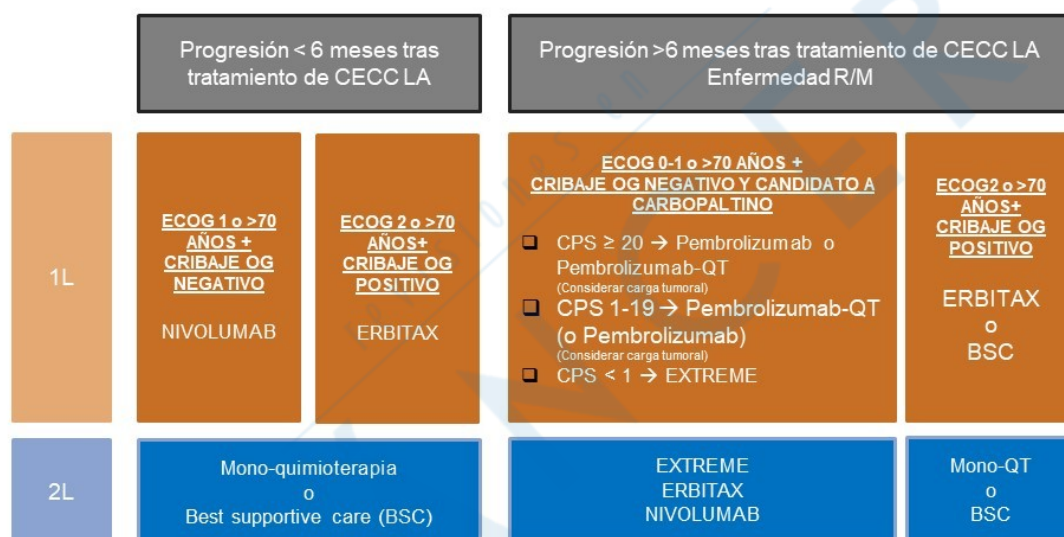 Progresión < 6 meses tras
tratamiento de CECC LA
Progresión >6 meses tras tratamiento de CECC LA
Enfermedad R/M
1L
ECOG 1 o >70
AÑOS +
CRIBAJE OG
NEGATIVO
NIVOLUMAB
ECOG 2 o >70
AÑOS+
CRIBAJE OG
POSITIVO
ERBITAX
ECOG 0-1 o >70 AÑOS +
CRIBAJE OG NEGATIVO Y CANDIDATO A
CARBOPALTINO
❑ CPS ≥ 20 → Pembrolizumab o
Pembrolizumab-QT
(Considerar carga tumoral)
❑ CPS 1-19 → Pembrolizumab-QT
(o Pembrolizumab)
(Considerar carga tumoral)
❑ CPS < 1 → EXTREME
ECOG2 o >70
AÑOS+
CRIBAJE OG
POSITIVO
ERBITAX
o
BSC
2L
Mono-quimioterapia
o
Best supportive care (BSC)
EXTREME
ERBITAX
NIVOLUMAB
Mono-QT
o
BSC